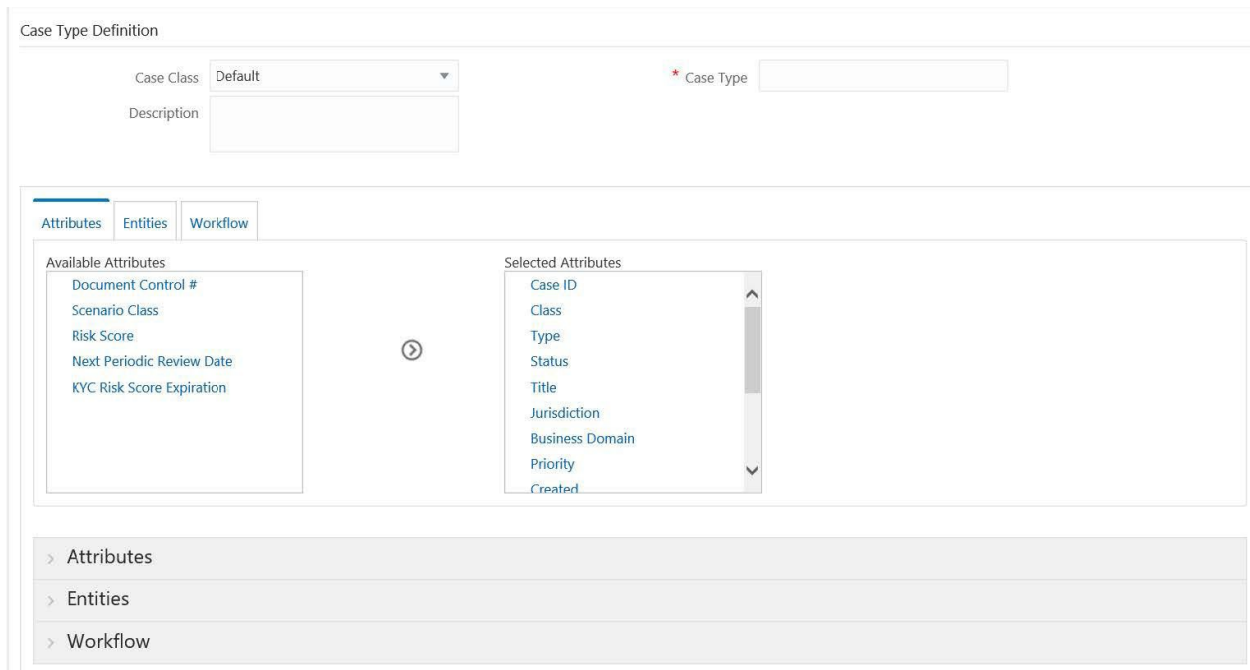 Case Type Definition
Case Class Default
* Case Type
Description
Attributes Entities Workflow
Available Attributes
Document Control #
Scenario Class
Risk Score
Next Periodic Review Date
KYC Risk Score Expiration
Selected Attributes
Case ID
Class
Type
Status
Title
Jurisdiction
Business Domain
Priority
Created
Attributes
Entities
Workflow